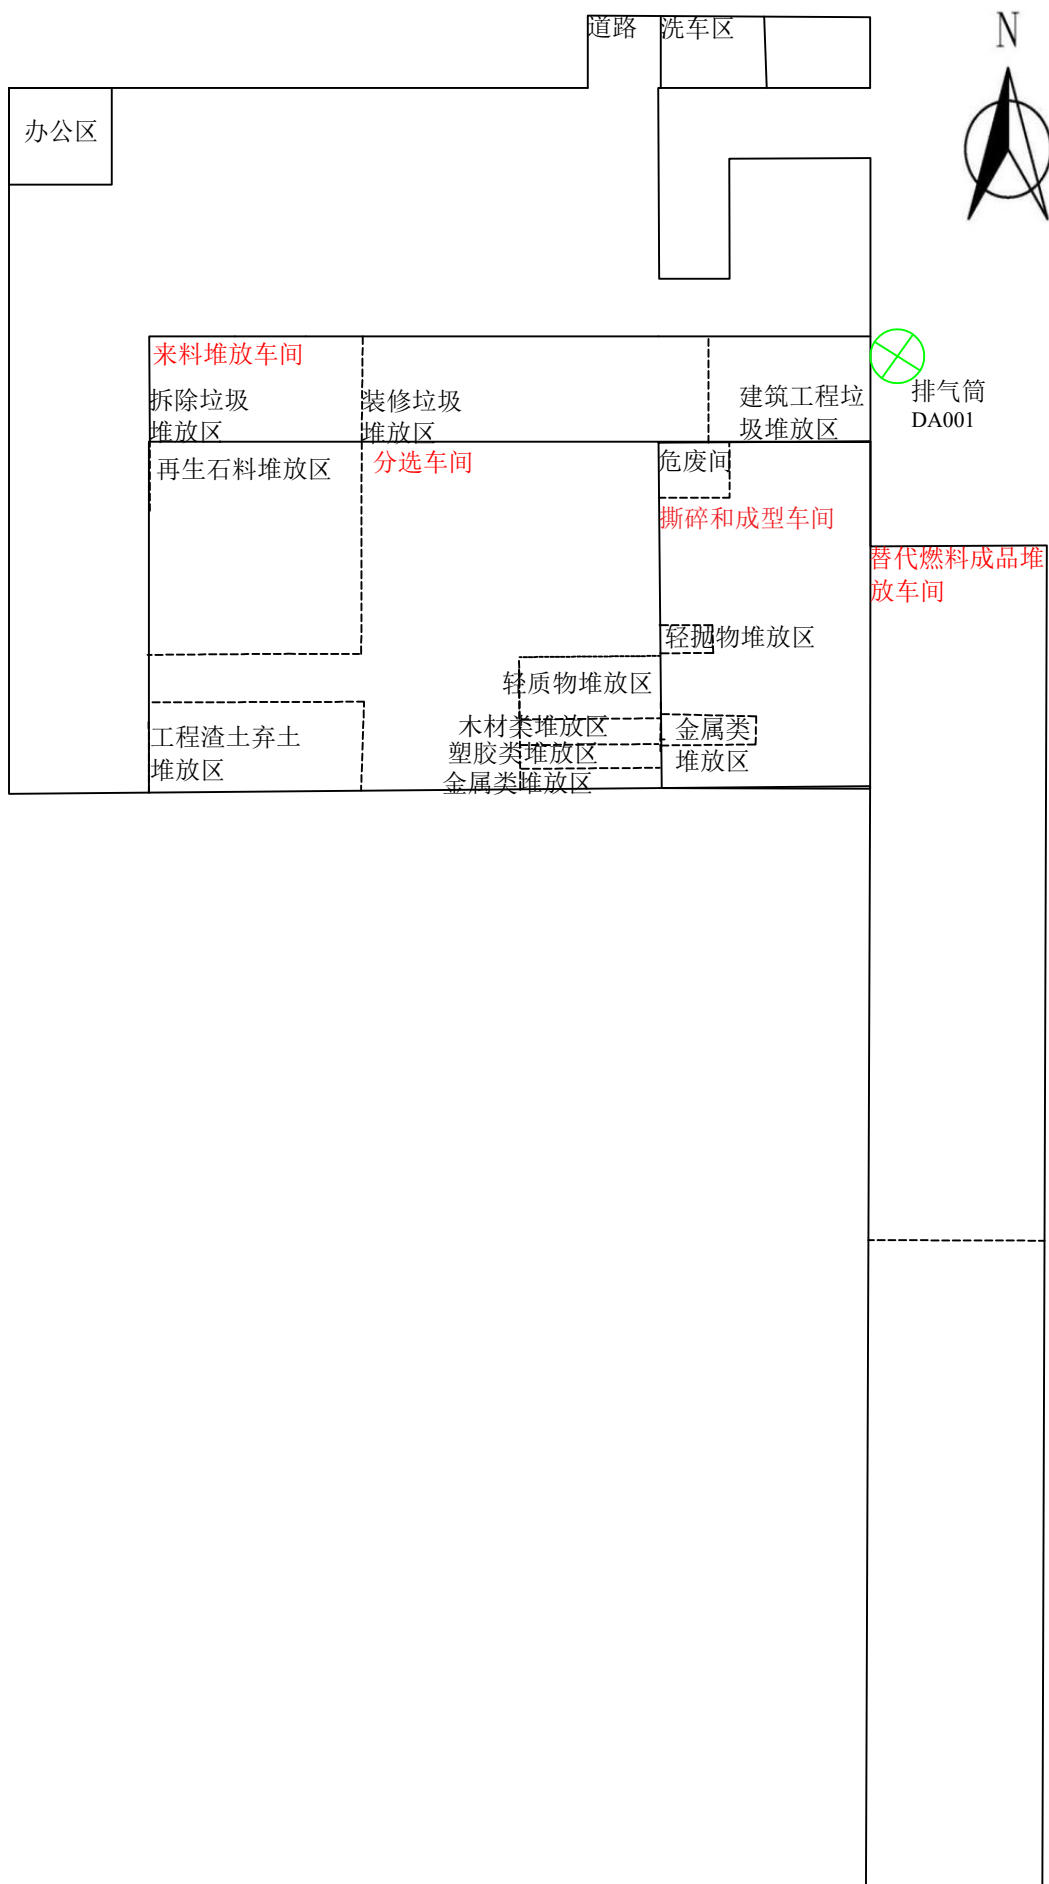 N
道路
洗车区
办公区
来料堆放车间
拆除垃圾
堆放区
装修垃圾
堆放区
建筑工程垃
圾堆放区
排气筒
DA001
再生石料堆放区
分选车间
危废间
撕碎和成型车间
替代燃料成品堆
放车间
轻抛物堆放区
轻质物堆放区
木材类堆放区
塑胶类堆放区
金属类堆放区
金属类
堆放区
工程渣土弃土
堆放区